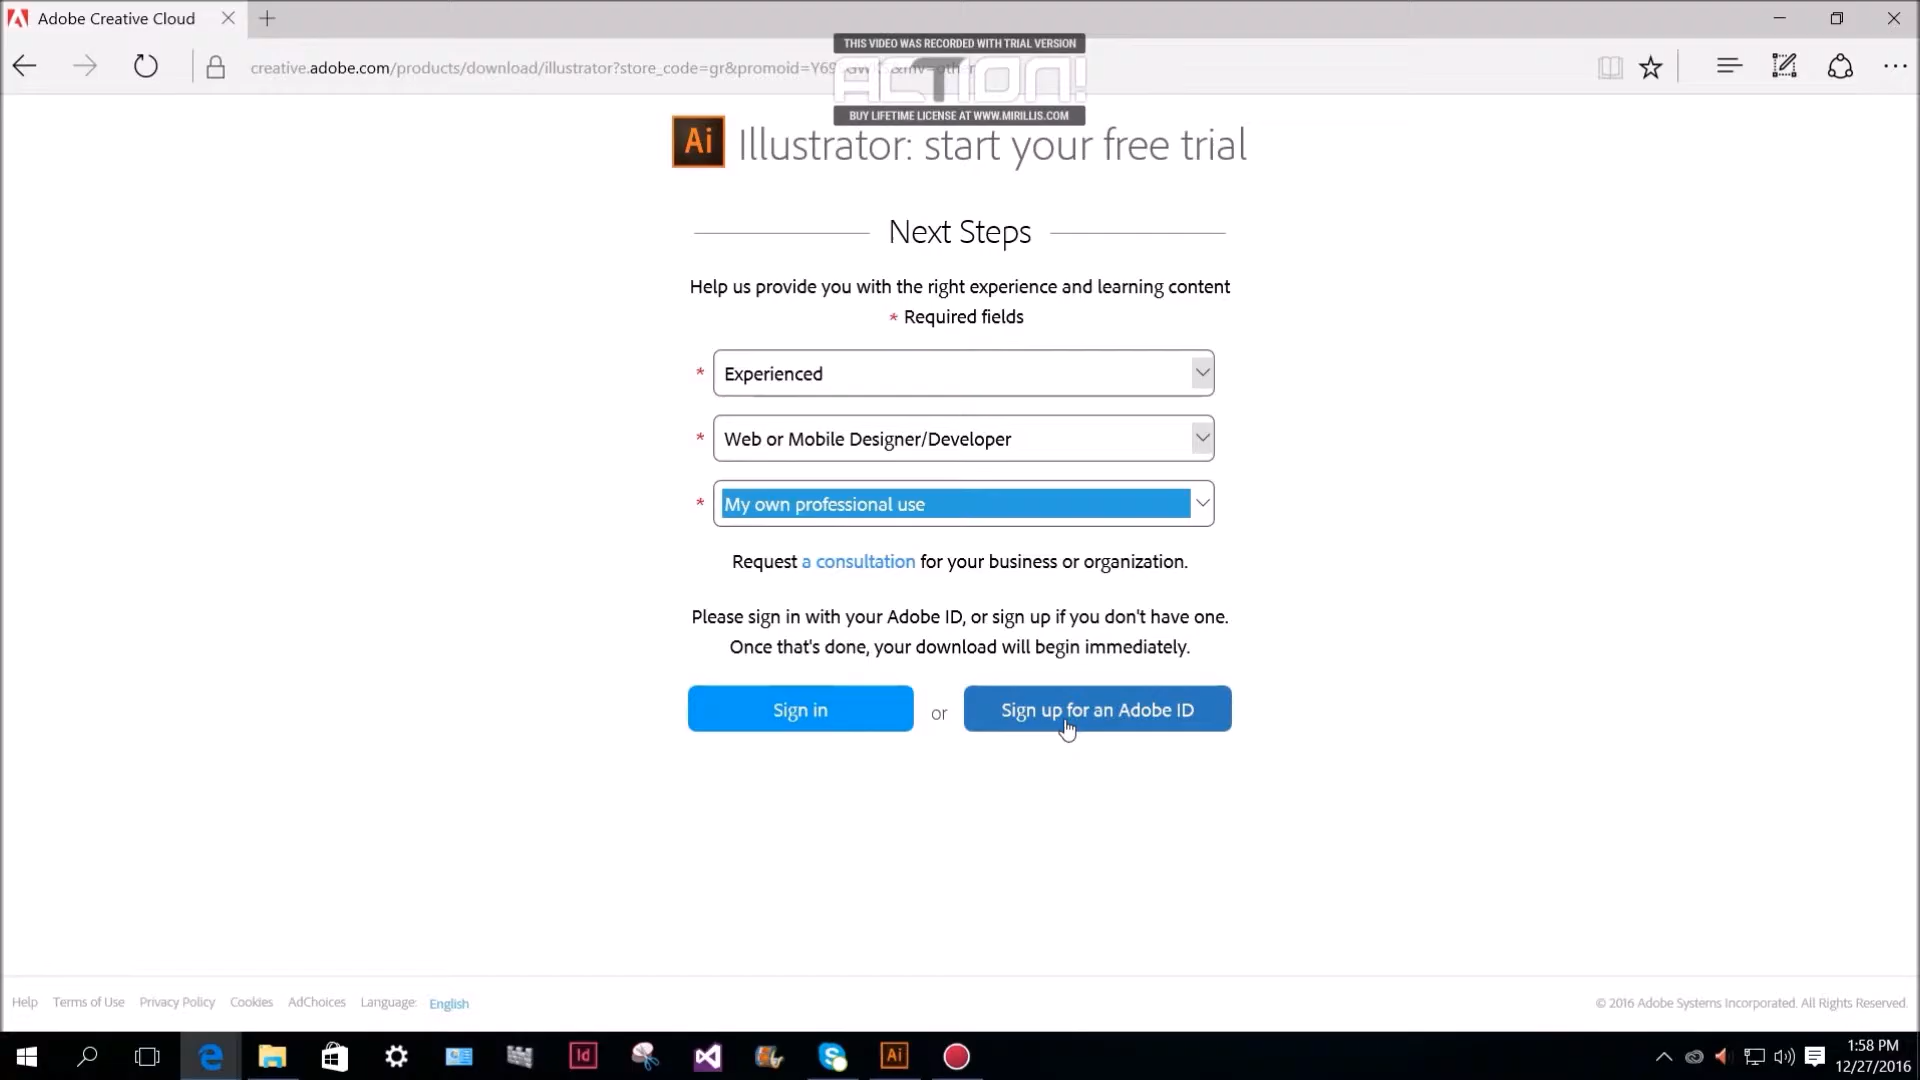 Adobe Creative Cloud
THIS VIDEO WAS RECORDED WITH TRIAL VERSION
creative.adobe.com/products/download/illustrator?store_code=gr&promoid=Y69
ACTION!
BUY LIFETIME LICENSE AT WWW.MIRILLIS.COM
Ai Illustrator: start your free trial
Next Steps
Help us provide you with the right experience and learning content
* Required fields
* Experienced
* Web or Mobile Designer/Developer
* My own professional use
Request a consultation for your business or organization.
Please sign in with your Adobe ID, or sign up if you don't have one.
Once that's done, your download will begin immediately.
Sign in or Sign up for an Adobe ID
Help Terms of Use Privacy Policy Cookies AdChoices Language: English
© 2016 Adobe Systems Incorporated. All Rights Reserved.
Id
Ai
1:58 PM
12/27/2016